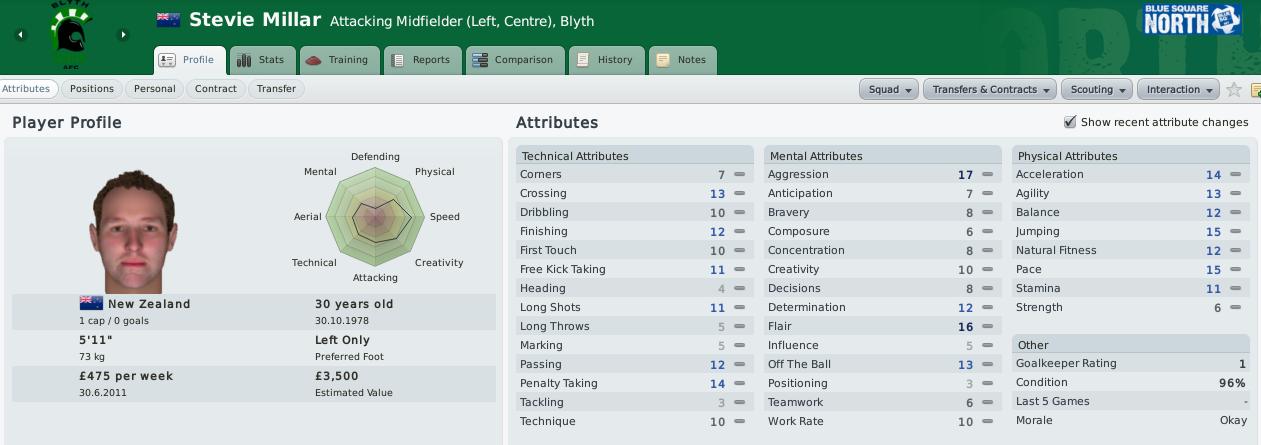 BLYTH
AFC
Stevie Millar Attacking Midfielder (Left, Centre), Blyth
BLUE SQUARE
NORTH
Profile Stats Training Reports Comparison History Notes
Attributes Positions Personal Contract Transfer Squad Transfers & Contracts Scouting Interaction
Player Profile
Defending
Mental Physical
Aerial Speed
Technical Creativity
Attacking
New Zealand 30 years old
1 cap / 0 goals 30.10.1978
5'11" Left Only
73 kg Preferred Foot
£475 per week £3,500
30.6.2011 Estimated Value
Attributes Show recent attribute changes
Technical Attributes
Corners 7
Crossing 13
Dribbling 10
Finishing 12
First Touch 10
Free Kick Taking 11
Heading 4
Long Shots 11
Long Throws 5
Marking 5
Passing 12
Penalty Taking 14
Tackling 3
Technique 10
Mental Attributes
Aggression 17
Anticipation 7
Bravery 8
Composure 6
Concentration 8
Creativity 10
Decisions 8
Determination 12
Flair 16
Influence 5
Off The Ball 13
Positioning 3
Teamwork 6
Work Rate 10
Physical Attributes
Acceleration 14
Agility 13
Balance 12
Jumping 15
Natural Fitness 12
Pace 15
Stamina 11
Strength 6
Other
Goalkeeper Rating 1
Condition 96%
Last 5 Games -
Morale Okay